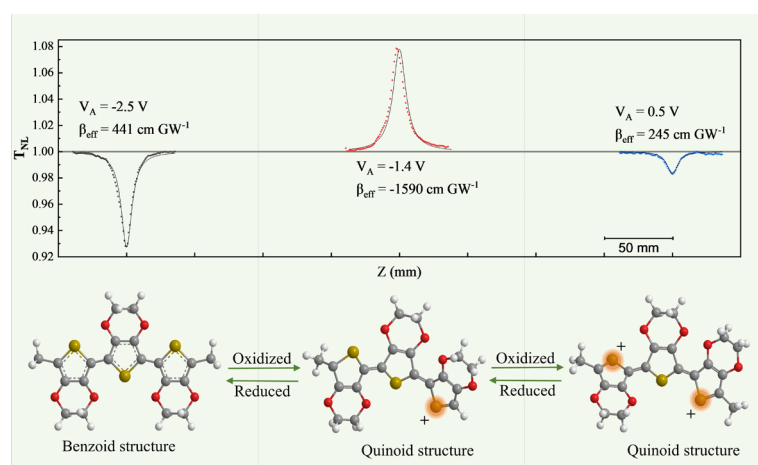 1.08
1.06
1.04
1.02
1.00
0.98
0.96
0.94
0.92
T_NL
V_A = -2.5 V
β_eff = 441 cm GW⁻¹
V_A = -1.4 V
β_eff = -1590 cm GW⁻¹
V_A = 0.5 V
β_eff = 245 cm GW⁻¹
50 mm
Z (mm)
Oxidized
Reduced
Oxidized
Reduced
+
+
+
Benzoid structure
Quinoid structure
Quinoid structure